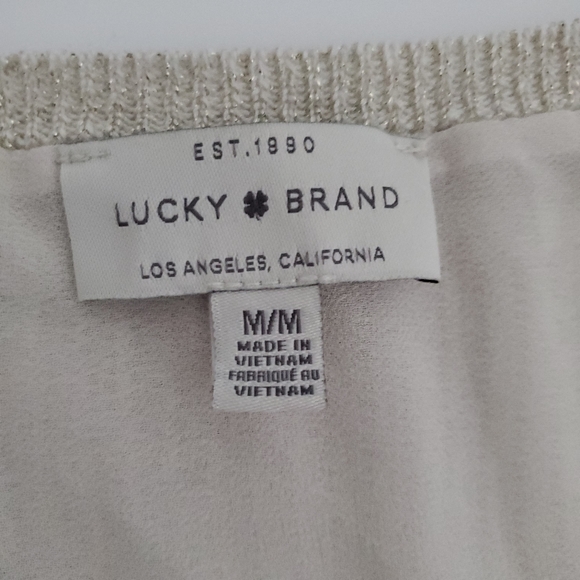 EST.1990
LUCKY BRAND
LOS ANGELES, CALIFORNIA
M/M
MADE IN
VIETNAM
FABRIQUÉ AU
VIETNAM